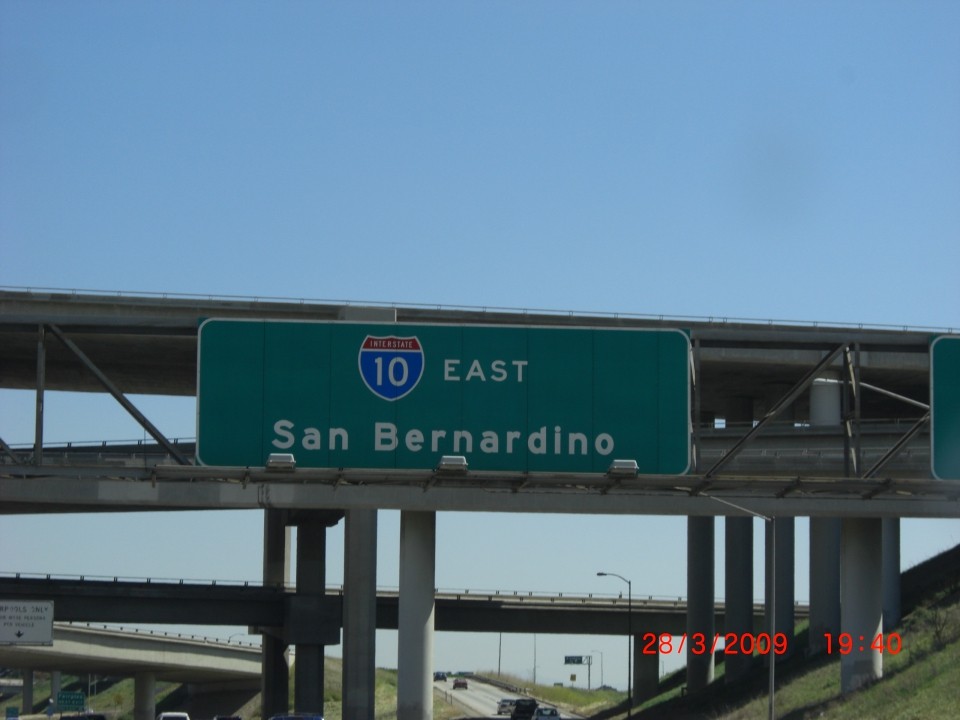 INTERSTATE
10 EAST
San Bernardino
28/3/2009 19:40